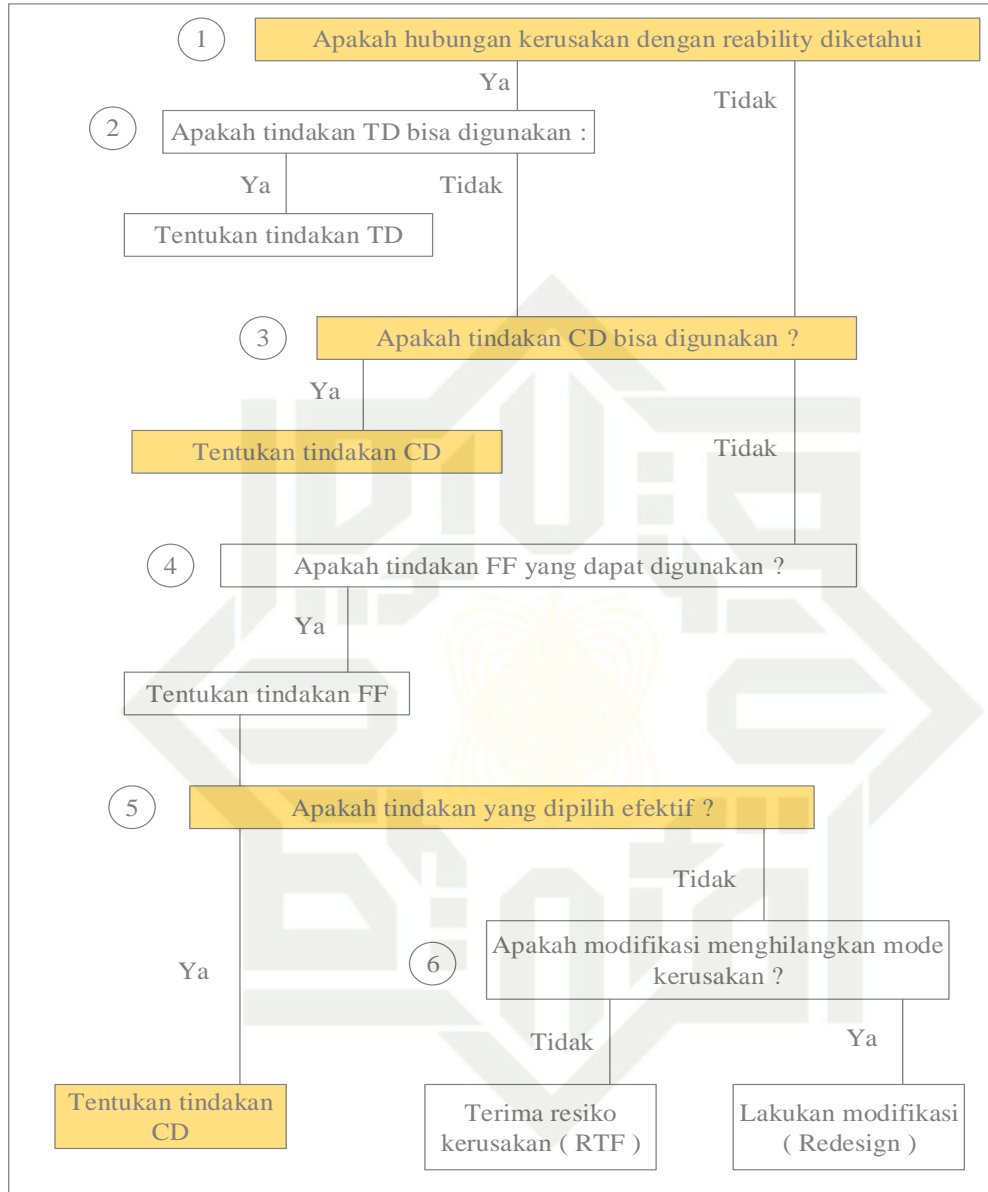 1
Apakah hubungan kerusakan dengan reability diketahui
Ya
Tidak
2
Apakah tindakan TD bisa digunakan :
Ya
Tidak
Tentukan tindakan TD
3
Apakah tindakan CD bisa digunakan ?
Ya
Tidak
Tentukan tindakan CD
4
Apakah tindakan FF yang dapat digunakan ?
Ya
Tentukan tindakan FF
5
Apakah tindakan yang dipilih efektif ?
Tidak
Ya
6
Apakah modifikasi menghilangkan mode
kerusakan ?
Tidak
Ya
Tentukan tindakan
CD
Terima resiko
kerusakan ( RTF )
Lakukan modifikasi
( Redesign )